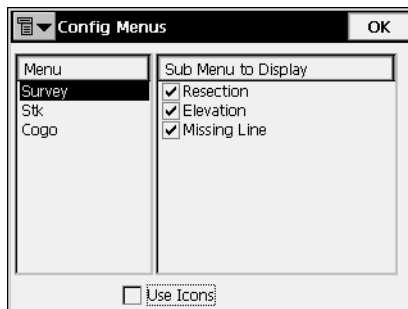 Config Menus OK
Menu
Survey
Stk
Cogo
Sub Menu to Display
Resection
Elevation
Missing Line
Use Icons